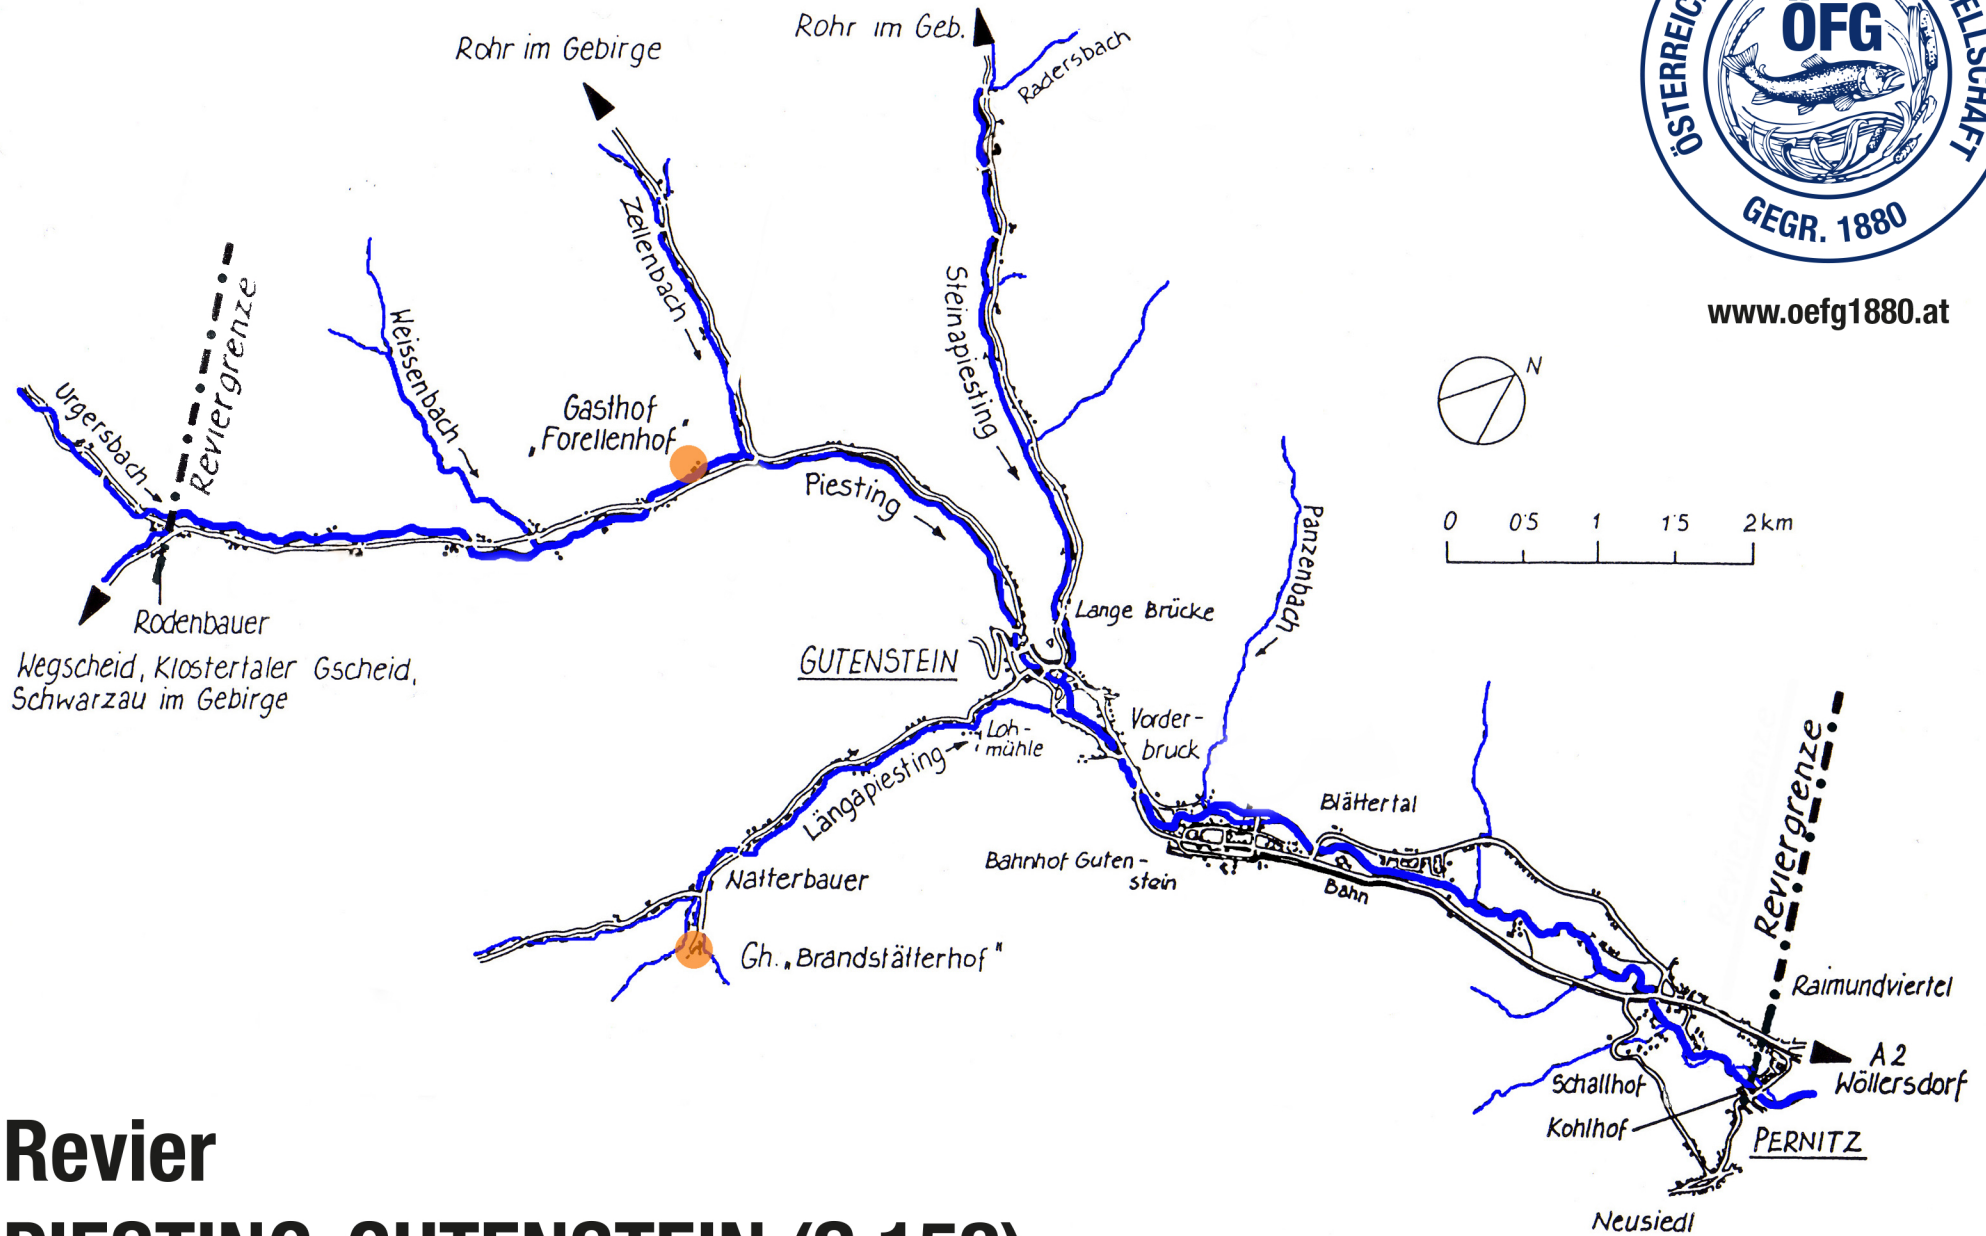 Rohr im Gebirge
Rohr im Geb.
Radersbach
ÖSTERREICH
ÖFG
GEGR. 1880
www.oefg1880.at
Zellenbach
Steinapiesting
Weissenbach
Reviergrenze
Urgersbach
Gasthof
„Forellenhof"
Piesting
N
0 0'5 1 1'5 2 km
Panzenbach
Lange Brücke
Rodenbauer
Wegscheid, Klostertaler Gscheid,
Schwarzau im Gebirge
GUTENSTEIN
Vorder-
bruck
Loh-
mühle
Längapiesting
Blättertal
Bahnhof Guten-
stein
Bahn
Natterbauer
Gh. „Brandstätterhof"
Reviergrenze
Raimundviertel
A2
Wöllersdorf
Schallhof
Kohlhof
PERNITZ
Neusiedl
Revier